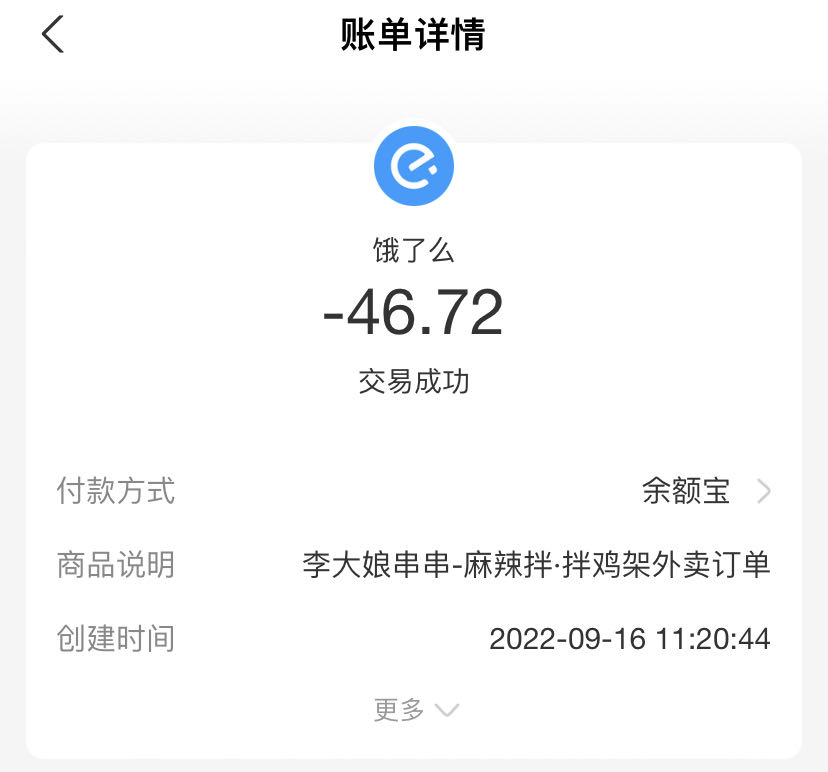 账单详情
饿了么
-46.72
交易成功
付款方式 余额宝
商品说明 李大娘串串-麻辣拌·拌鸡架外卖订单
创建时间 2022-09-16 11:20:44
更多